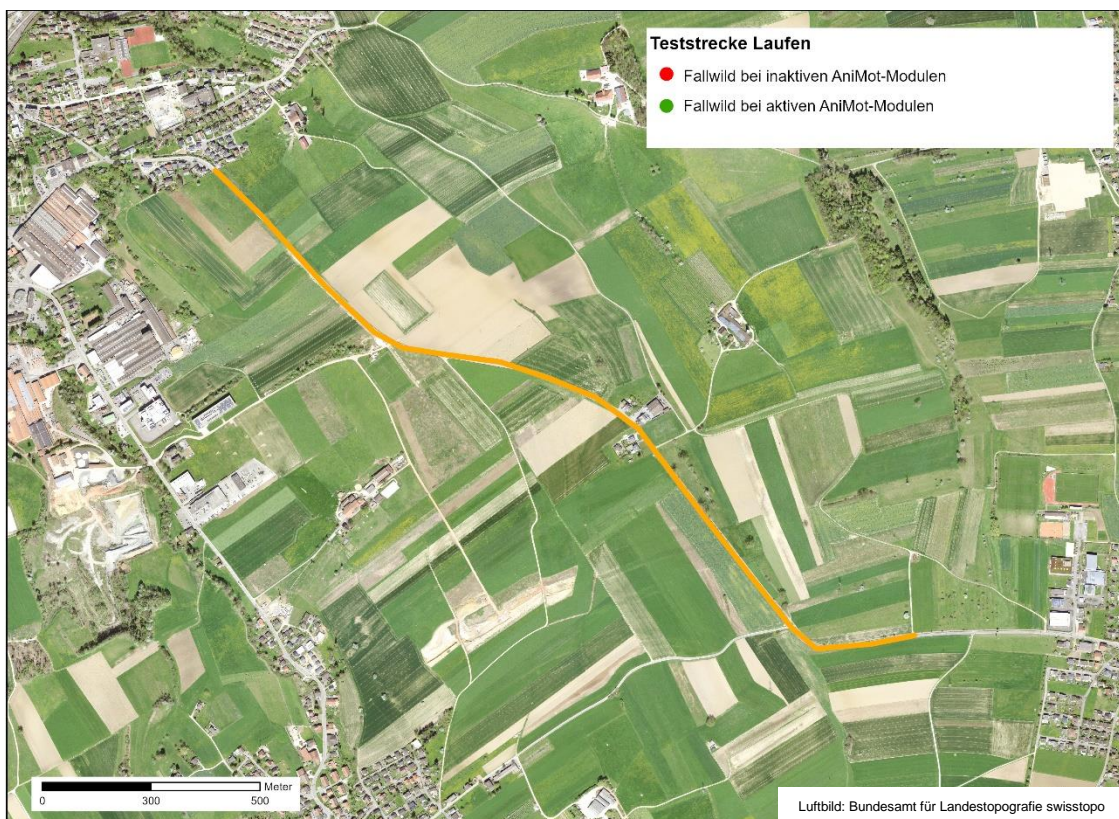 Teststrecke Laufen
Fallwild bei inaktiven AniMot-Modulen
Fallwild bei aktiven AniMot-Modulen
Meter
0 300 500
Luftbild: Bundesamt für Landestopografie swisstopo